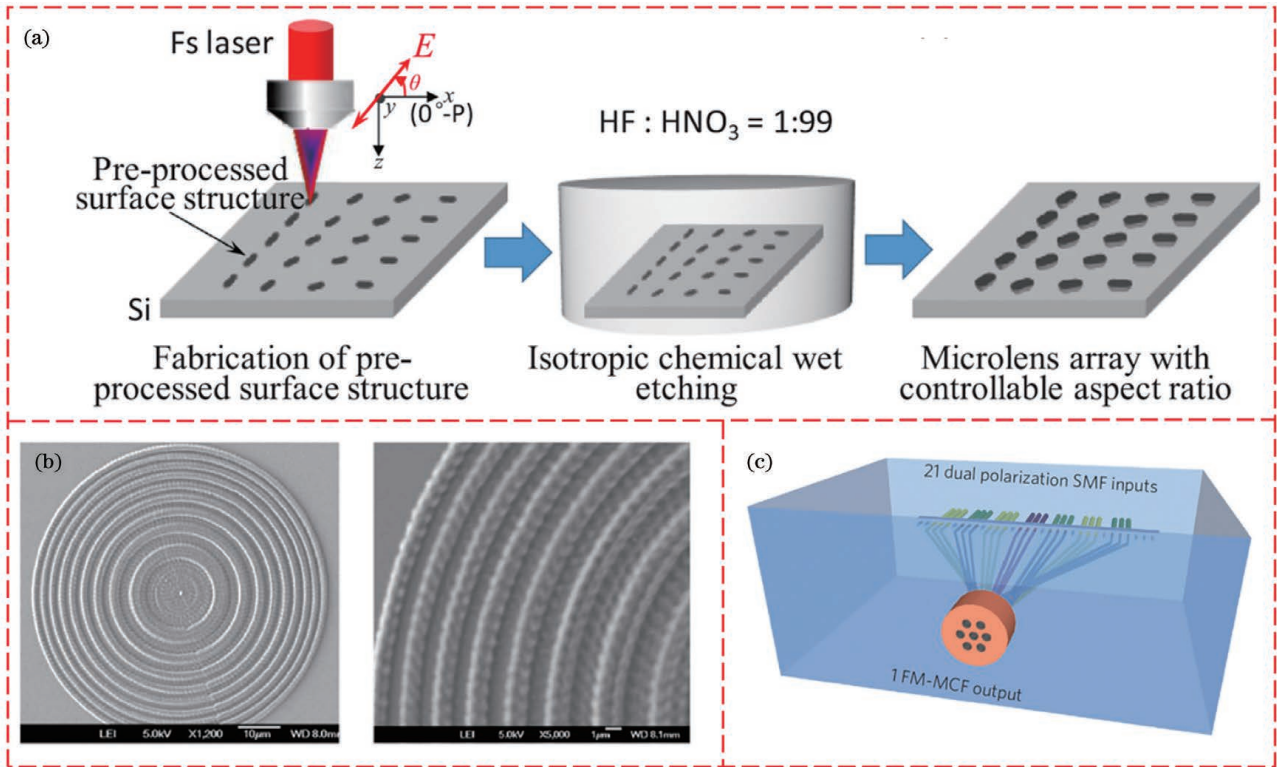 (a)
Fs laser
E
θ
x
y
(0°-P)
z
Pre-processed
surface structure
Si
HF : HNO₃ = 1:99
Fabrication of pre-
processed surface structure
Isotropic chemical wet
etching
Microlens array with
controllable aspect ratio
(b)
LEI 5.0kV X1,200 10μm WD 8.0mm
LEI 5.0kV X5,000 1μm WD 8.1mm
(c)
21 dual polarization SMF inputs
1 FM-MCF output